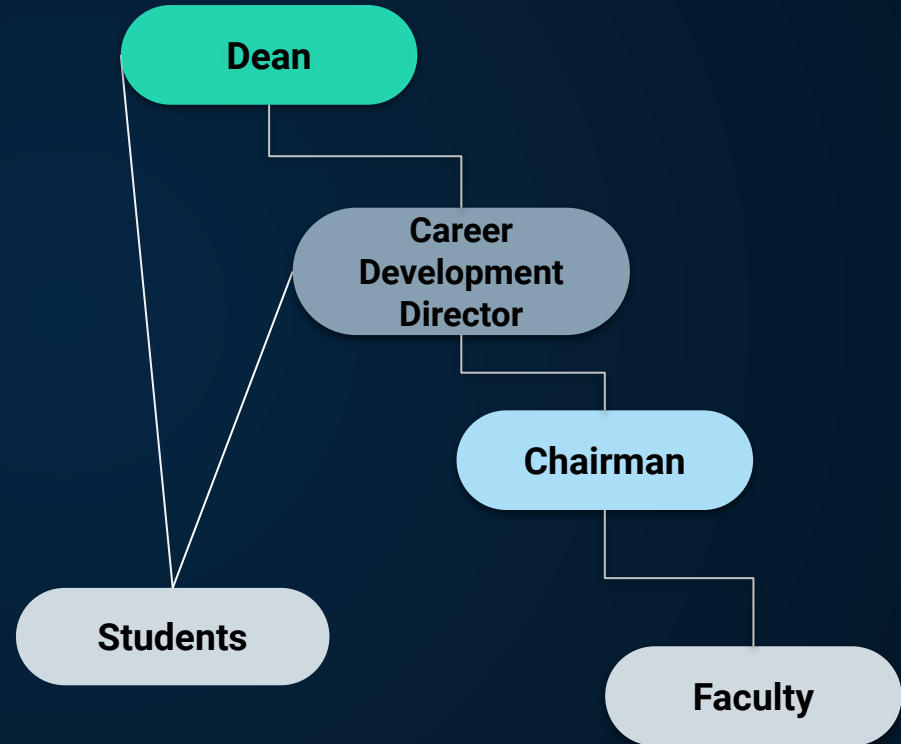 Dean
Career
Development
Director
Chairman
Students
Faculty